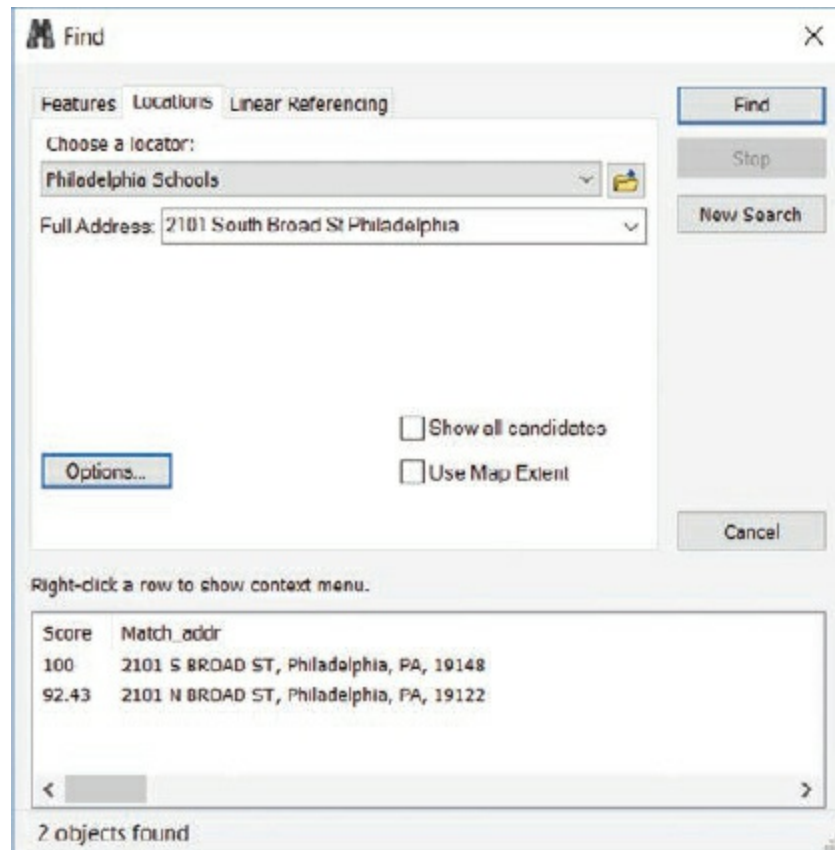 Find
Features Locations Linear Referencing
Find
Choose a locator:
Stop
Philadelphia Schools
New Search
Full Address: 2101 South Broad St Philadelphia
Show all candidates
Options...
Use Map Extent
Cancel
Right-click a row to show context menu.
Score Match_addr
100 2101 S BROAD ST, Philadelphia, PA, 19148
92.43 2101 N BROAD ST, Philadelphia, PA, 19122
2 objects found